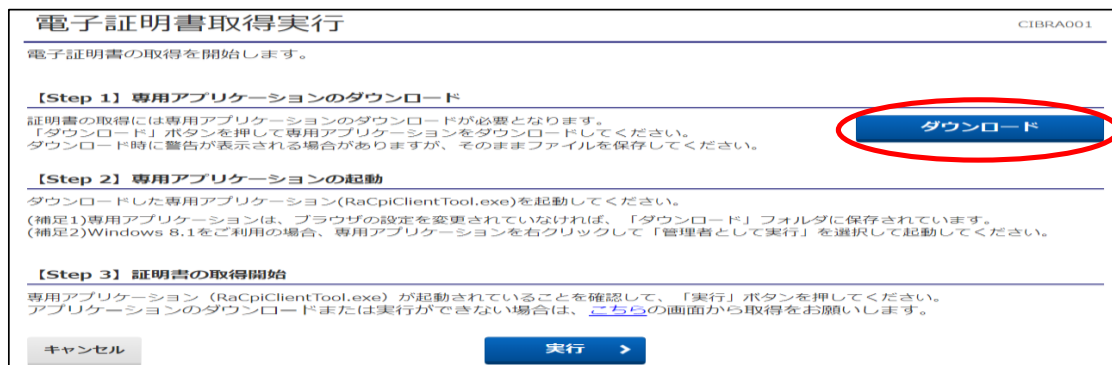 電子証明書取得実行
CIBRA001
電子証明書の取得を開始します。
【Step 1】専用アプリケーションのダウンロード
証明書の取得には専用アプリケーションのダウンロードが必要となります。
「ダウンロード」ボタンを押して専用アプリケーションをダウンロードしてください。
ダウンロード時に警告が表示される場合がありますが、そのままファイルを保存してください。
ダウンロード
【Step 2】専用アプリケーションの起動
ダウンロードした専用アプリケーション(RaCpiClientTool.exe)を起動してください。
(補足1)専用アプリケーションは、ブラウザの設定を変更されていなければ、「ダウンロード」フォルダに保存されています。
(補足2)Windows 8.1をご利用の場合、専用アプリケーションを右クリックして「管理者として実行」を選択して起動してください。
【Step 3】証明書の取得開始
専用アプリケーション（RaCpiClientTool.exe）が起動されていることを確認して、「実行」ボタンを押してください。
アプリケーションのダウンロードまたは実行ができない場合は、こちらの画面から取得をお願いします。
キャンセル
実行 >